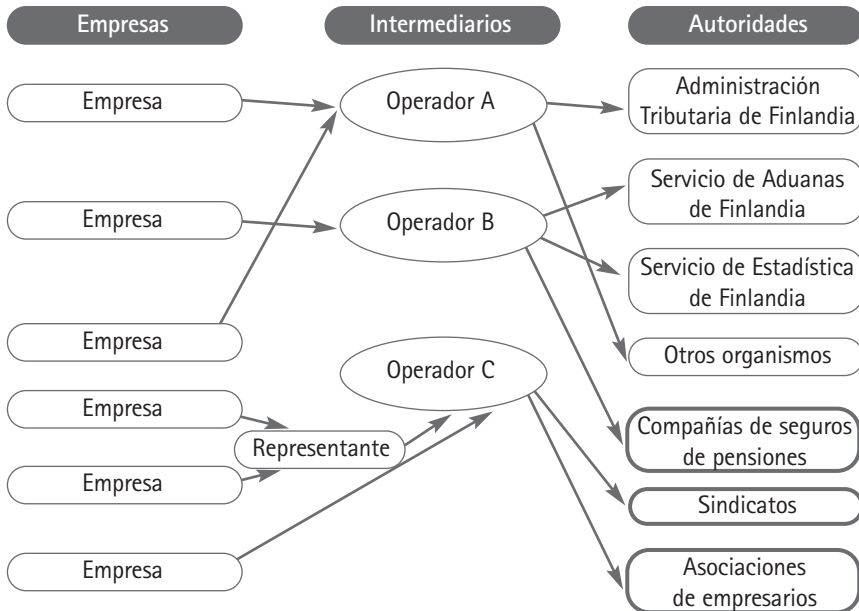 Empresas
Intermediarios
Autoridades
Empresa
Operador A
Administración
Tributaria de Finlandia
Empresa
Operador B
Servicio de Aduanas
de Finlandia
Servicio de Estadística
de Finlandia
Empresa
Operador C
Otros organismos
Empresa
Representante
Compañías de seguros
de pensiones
Empresa
Sindicatos
Empresa
Asociaciones
de empresarios